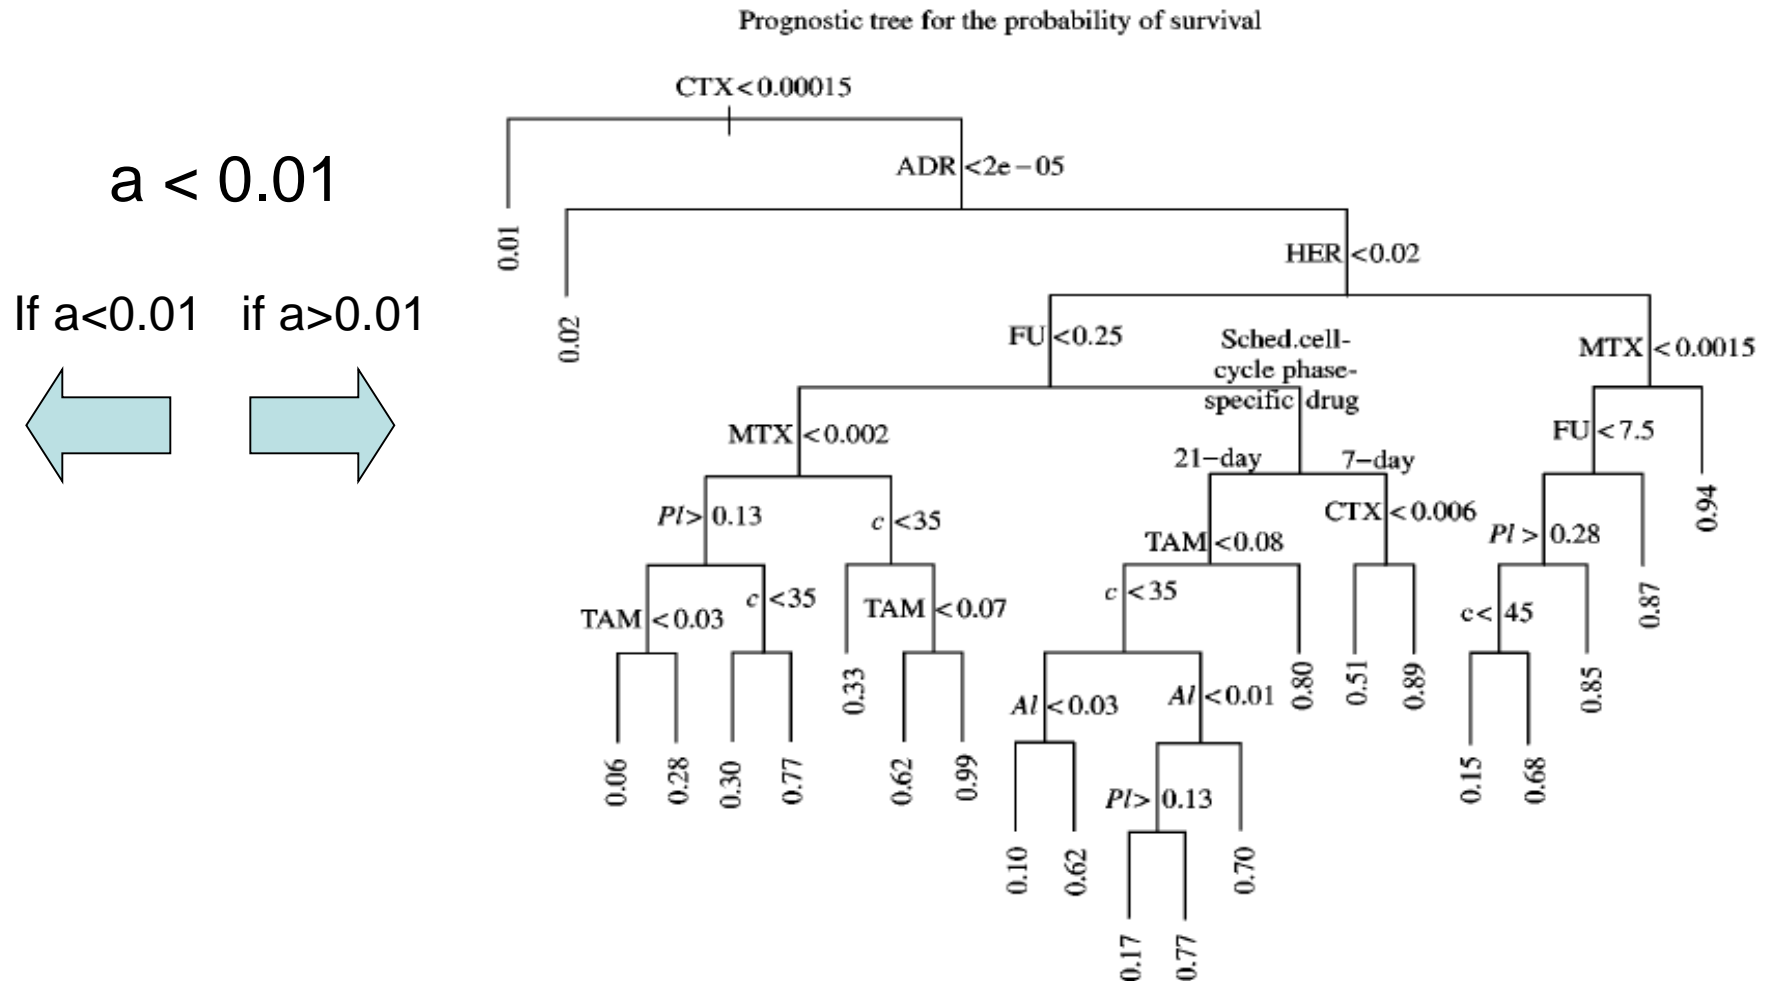 Prognostic tree for the probability of survival
CTX<0.00015
a < 0.01
ADR <2e−05
0.01
HER <0.02
If a<0.01 if a>0.01
0.02
FU <0.25
Sched.cell-
cycle phase-
specific drug
MTX <0.0015
MTX <0.002
FU <7.5
21−day 7−day
0.94
Pl> 0.13
c <35
CTX <0.006
TAM <0.08
Pl > 0.28
0.87
TAM <0.03
c <35
TAM <0.07
c <35
c< 45
0.33
0.80
0.51
0.89
0.85
Al <0.03
Al <0.01
0.06
0.28
0.30
0.77
0.62
0.99
0.15
0.68
Pl> 0.13
0.10
0.62
0.70
0.17
0.77